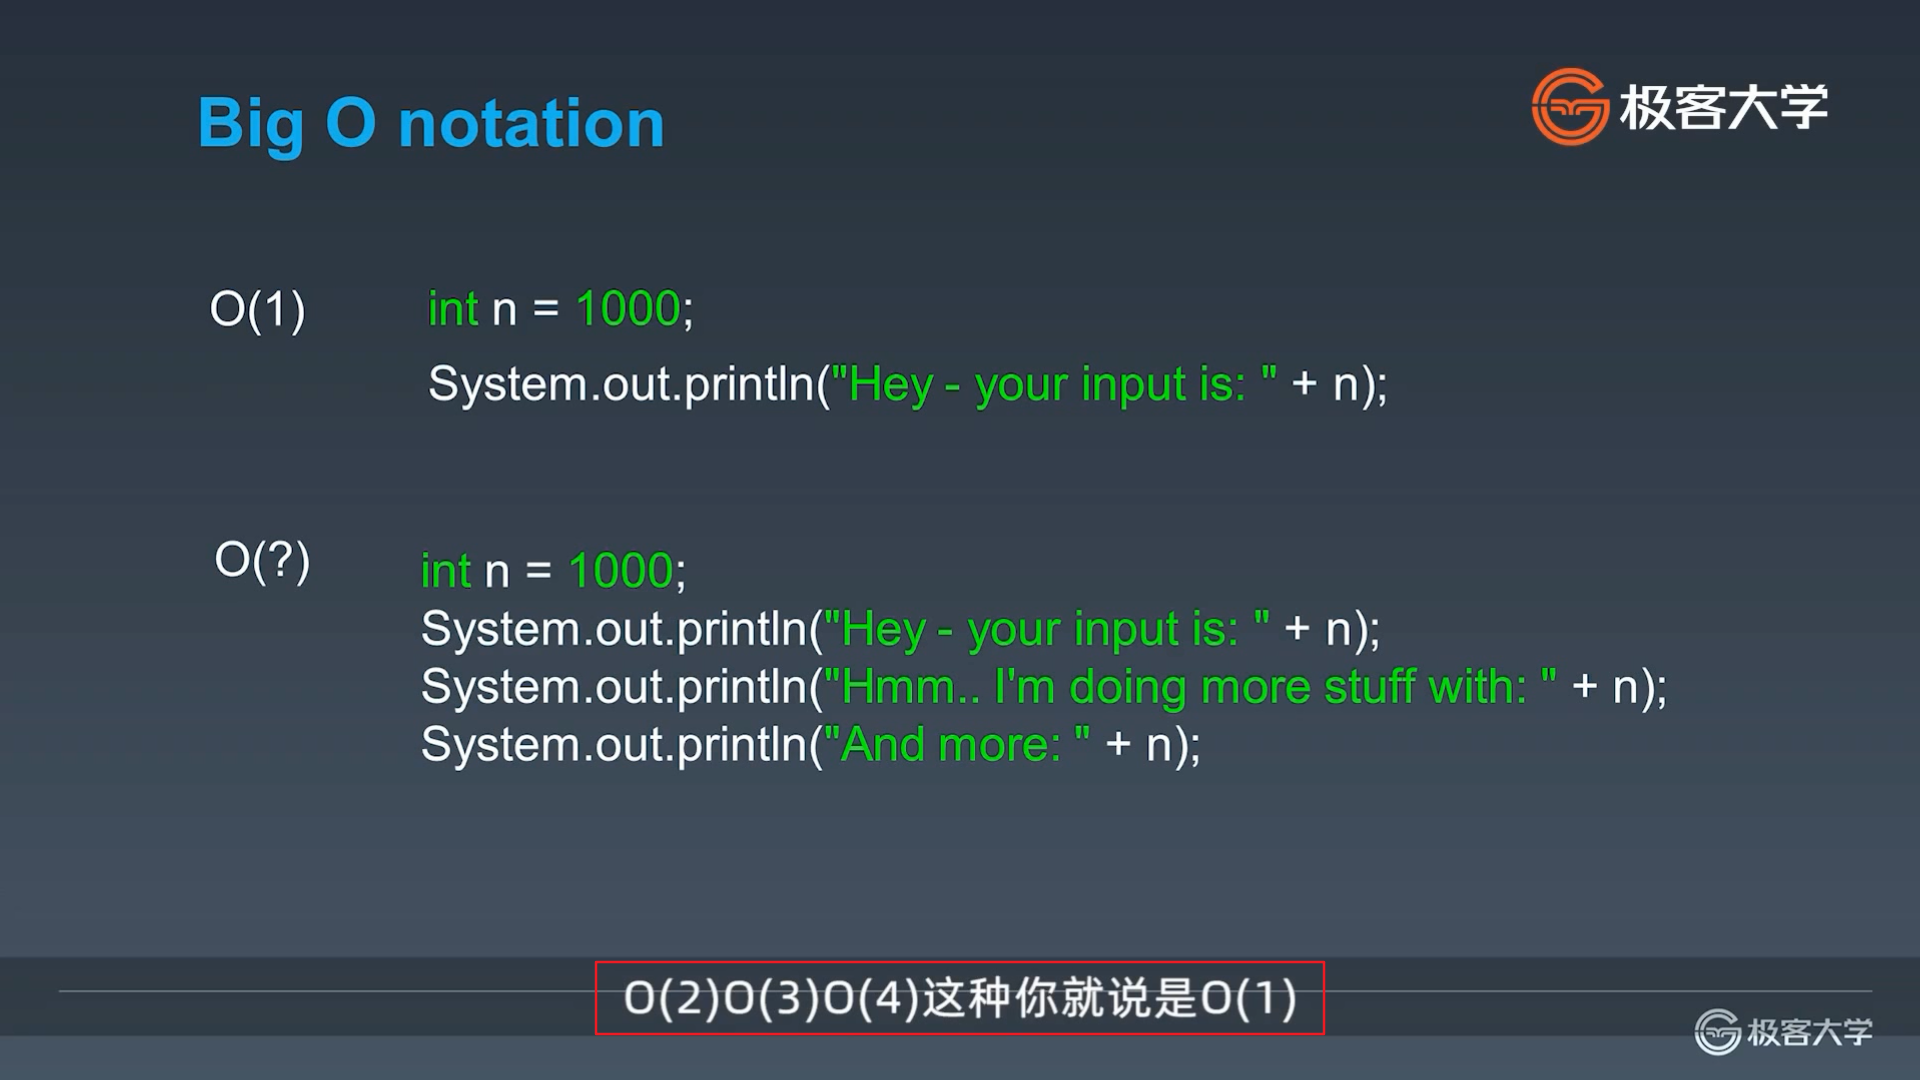 Big O notation
极客大学
O(1)
int n = 1000;
System.out.println("Hey - your input is: " + n);
O(?)
int n = 1000;
System.out.println("Hey - your input is: " + n);
System.out.println("Hmm.. I'm doing more stuff with: " + n);
System.out.println("And more: " + n);
O(2)O(3)O(4)这种你就说是O(1)
极客大学